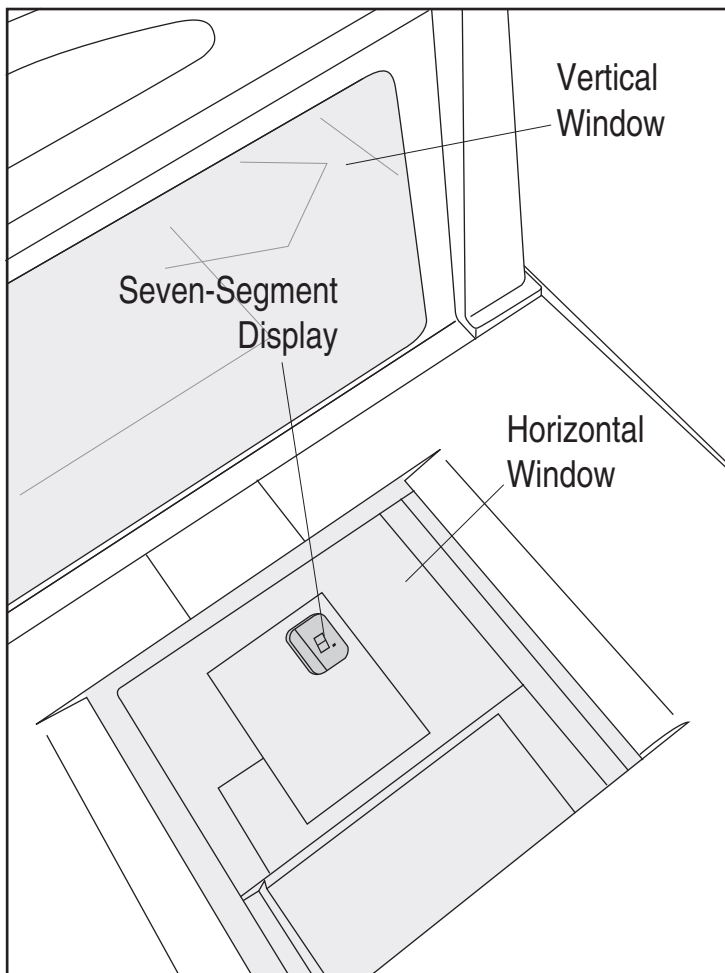 Vertical
Window
Seven-Segment
Display
Horizontal
Window